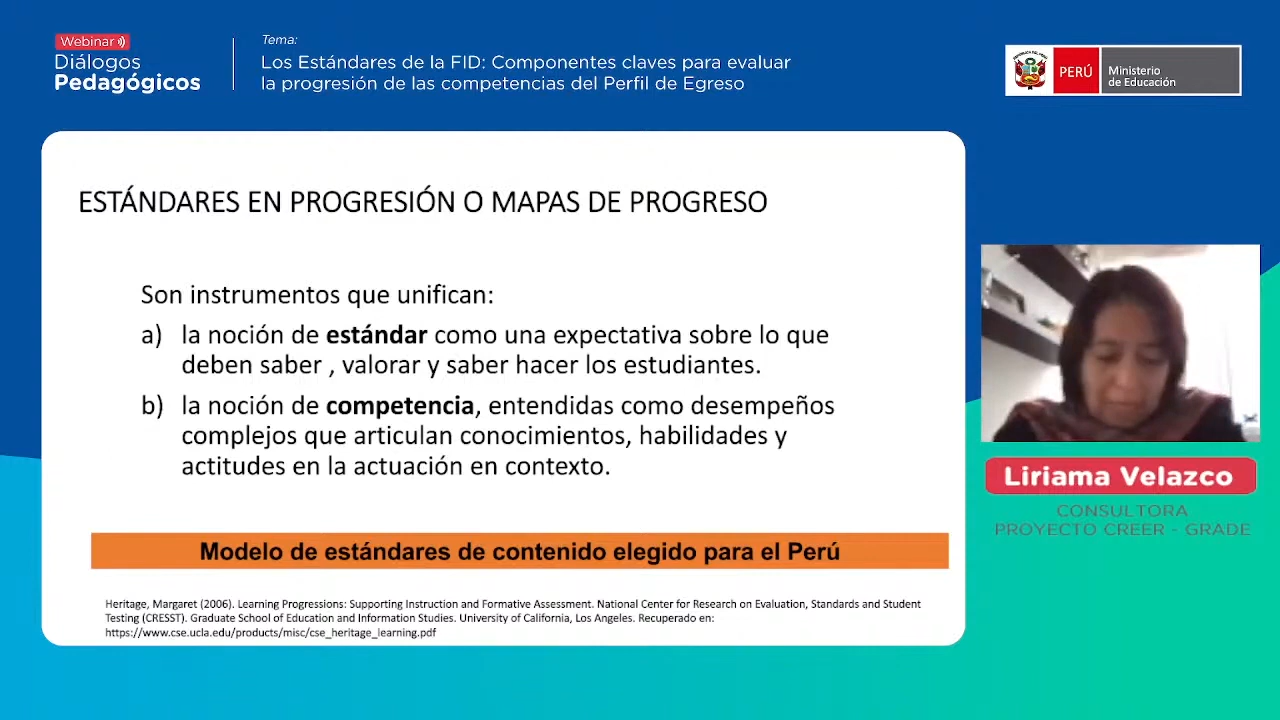 Webinar
Diálogos
Pedagógicos
Tema:
Los Estándares de la FID: Componentes claves para evaluar
la progresión de las competencias del Perfil de Egreso
PERÚ
Ministerio
de Educación
ESTÁNDARES EN PROGRESIÓN O MAPAS DE PROGRESO
Son instrumentos que unifican:
a) la noción de estándar como una expectativa sobre lo que
deben saber , valorar y saber hacer los estudiantes.
b) la noción de competencia, entendidas como desempeños
complejos que articulan conocimientos, habilidades y
actitudes en la actuación en contexto.
Modelo de estándares de contenido elegido para el Perú
Heritage, Margaret (2006). Learning Progressions: Supporting Instruction and Formative Assessment. National Center for Research on Evaluation, Standards and Student
Testing (CRESST). Graduate School of Education and Information Studies. University of California, Los Angeles. Recuperado en:
https://www.cse.ucla.edu/products/misc/cse_heritage_learning.pdf
Liriama Velazco
CONSULTORA
PROYECTO CREER - GRADE